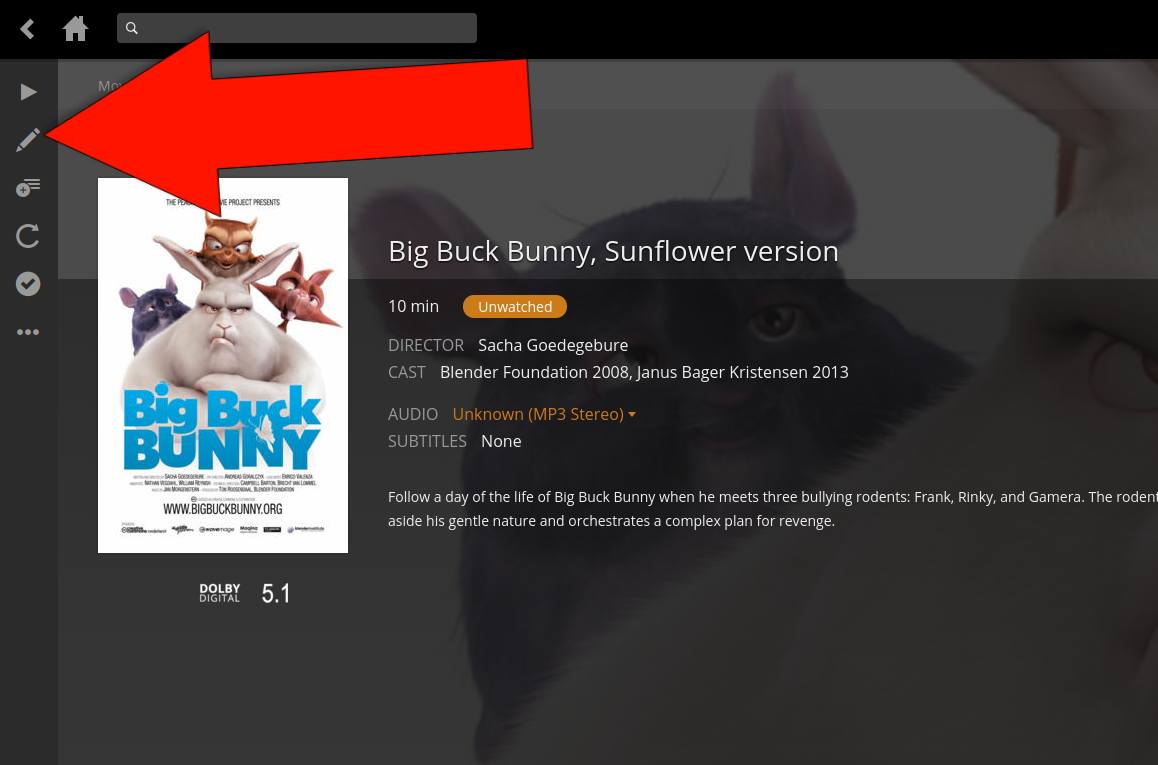 Mov
Big Buck Bunny, Sunflower version
10 min Unwatched
DIRECTOR Sacha Goedegebure
CAST Blender Foundation 2008, Janus Bager Kristensen 2013
AUDIO Unknown (MP3 Stereo)
SUBTITLES None
Follow a day of the life of Big Buck Bunny when he meets three bullying rodents: Frank, Rinky, and Gamera. The rodent
aside his gentle nature and orchestrates a complex plan for revenge.
THE PEA IE PROJECT PRESENTS
Big Buck
BUNNY
WWW.BIGBUCKBUNNY.ORG
DOLBY
DIGITAL 5.1